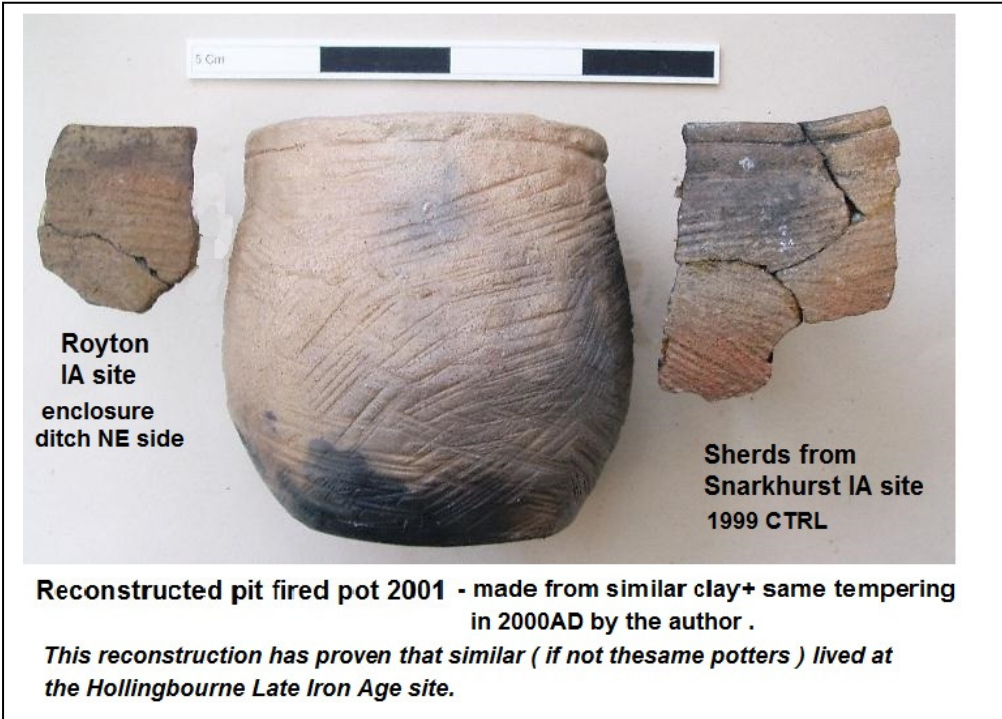 5 Cm
Royton
IA site
enclosure
ditch NE side
Sherds from
Snarkhurst IA site
1999 CTRL
Reconstructed pit fired pot 2001 - made from similar clay+ same tempering
in 2000AD by the author .
This reconstruction has proven that similar ( if not thesame potters ) lived at
the Hollingbourne Late Iron Age site.